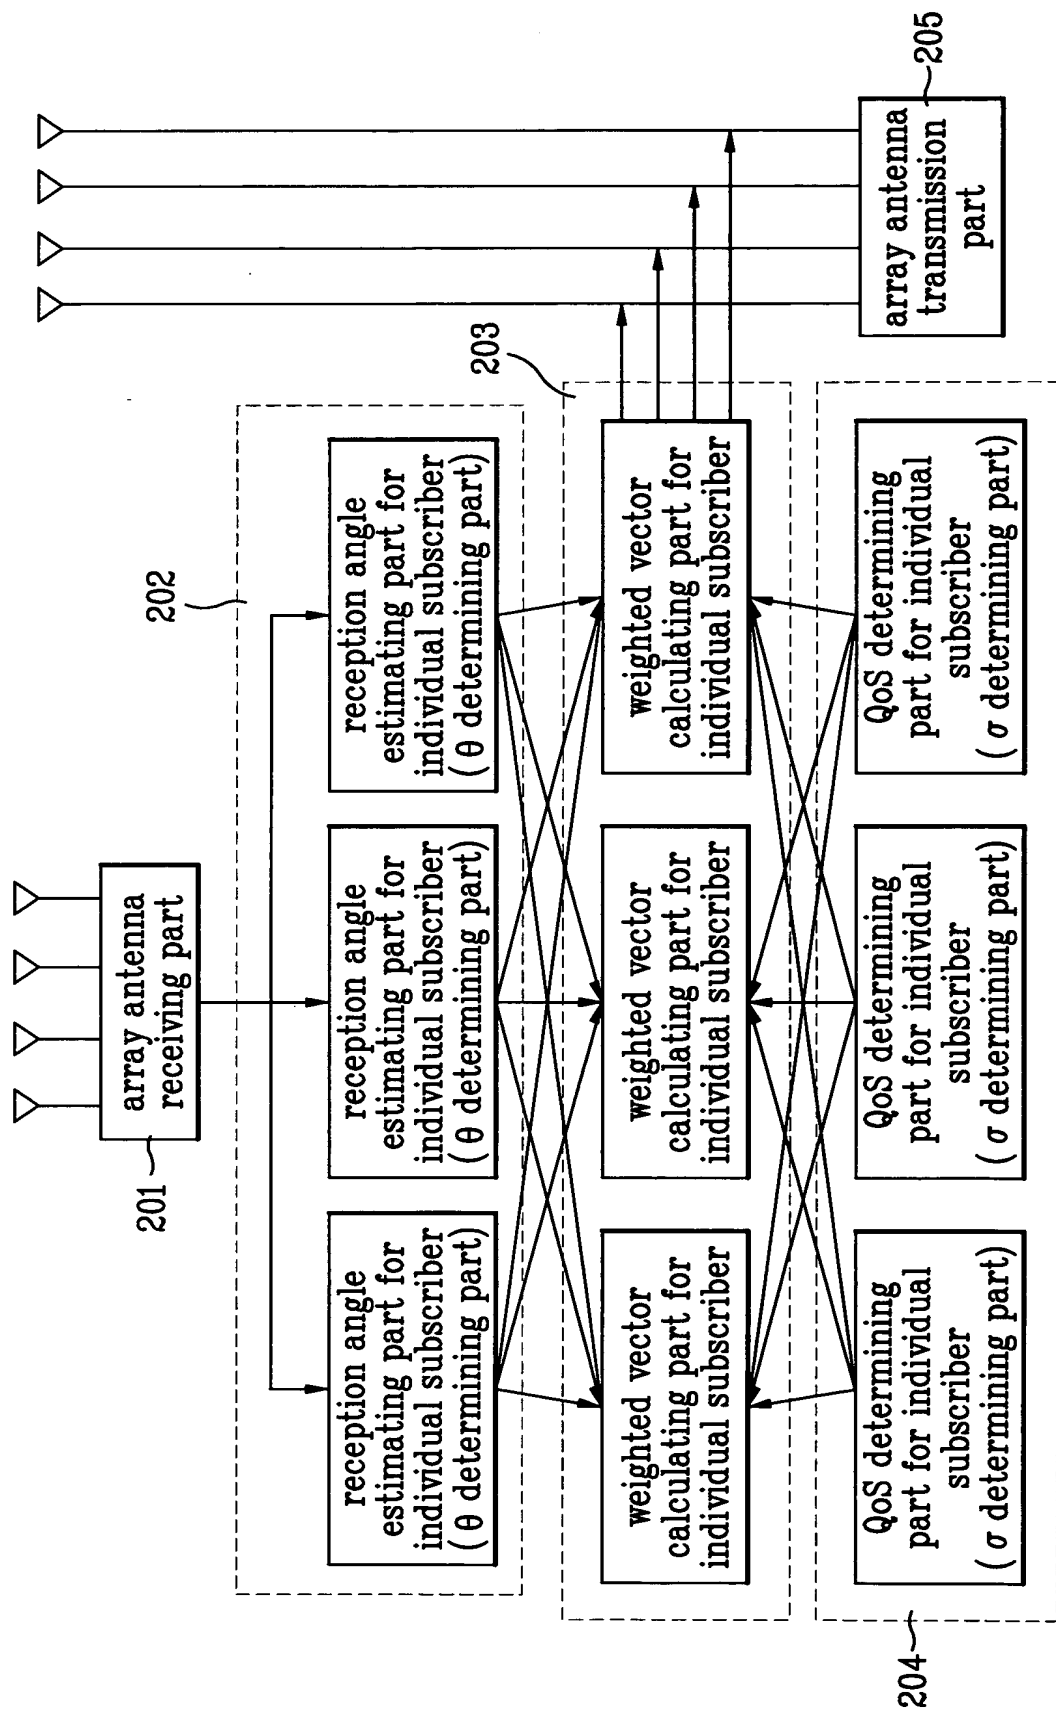 array antenna
receiving part
201
202
reception angle
estimating part for
individual subscriber
(θ determining part)
reception angle
estimating part for
individual subscriber
(θ determining part)
reception angle
estimating part for
individual subscriber
(θ determining part)
203
weighted vector
calculating part for
individual subscriber
weighted vector
calculating part for
individual subscriber
weighted vector
calculating part for
individual subscriber
204
QoS determining
part for individual
subscriber
(σ determining part)
QoS determining
part for individual
subscriber
(σ determining part)
QoS determining
part for individual
subscriber
(σ determining part)
array antenna
transmission
part
205